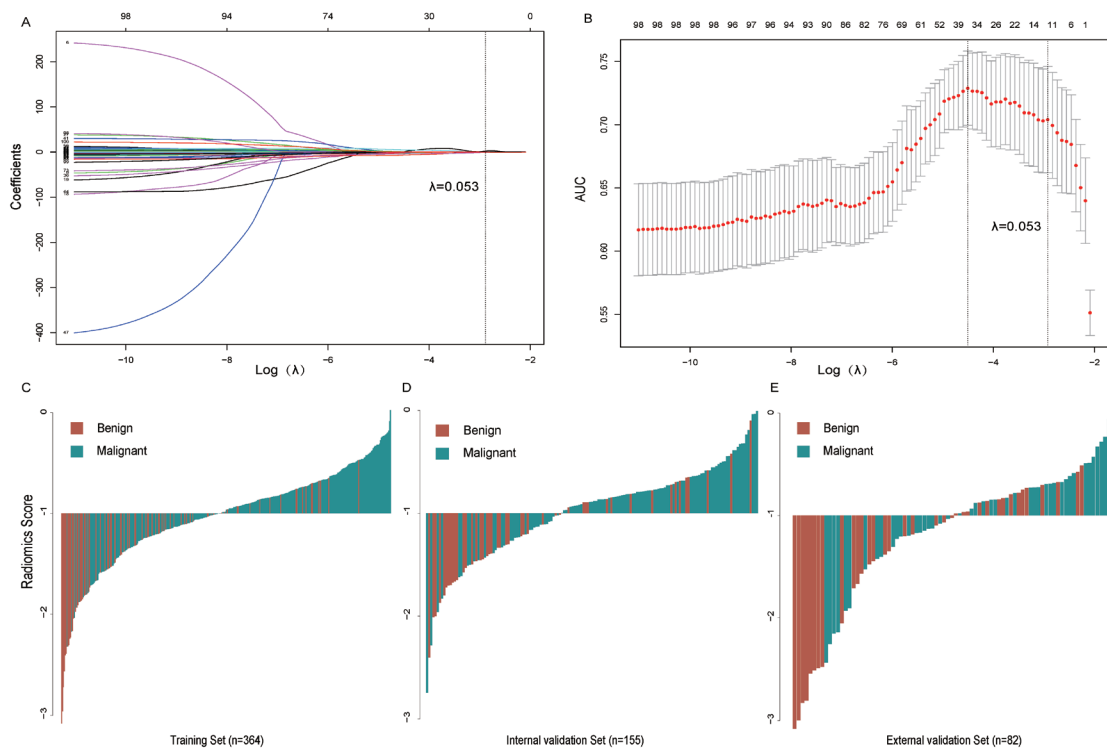 A
98 94 74 30 0
200
100
0
-100
-200
-300
-400
Coefficients
6
47
λ=0.053
-10 -8 -6 -4 -2
Log (λ)
B
98 98 98 98 98 96 97 96 94 93 90 86 82 76 69 61 52 39 34 26 22 14 11 6 1
0.75
0.70
0.65
0.60
0.55
AUC
λ=0.053
-10 -8 -6 -4 -2
Log (λ)
C
0
-1
-2
-3
Radiomics Score
Benign
Malignant
Training Set (n=364)
D
0
-1
-2
-3
Benign
Malignant
Internal validation Set (n=155)
E
0
-1
-2
-3
Benign
Malignant
External validation Set (n=82)